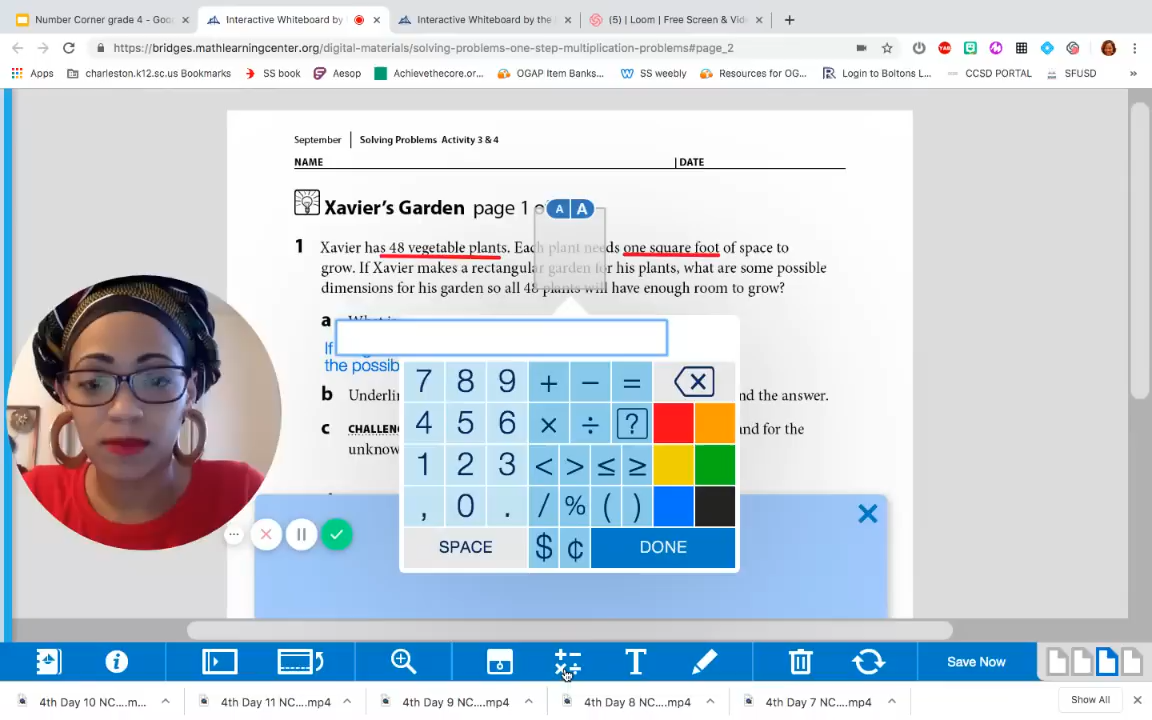 Number Corner grade 4 - Goo
Interactive Whiteboard by
Interactive Whiteboard by the
(5) | Loom | Free Screen & Vide
https://bridges.mathlearningcenter.org/digital-materials/solving-problems-one-step-multiplication-problems#page_2
Apps
charleston.k12.sc.us Bookmarks
SS book
Aesop
Achievethecore.or...
OGAP Item Banks...
SS weebly
Resources for OG...
Login to Boltons L...
CCSD PORTAL
SFUSD
»
September | Solving Problems Activity 3 & 4
NAME | DATE
Xavier's Garden page 1 o
A A
1 Xavier has 48 vegetable plants. Each plant needs one square foot of space to
grow. If Xavier makes a rectangular garden for his plants, what are some possible
dimensions for his garden so all 48 plants will have enough room to grow?
a What is
If
the possib
b Underlin nd the answer.
c CHALLEN and for the
unknow
7 8 9 + − =
4 5 6 × ÷ ?
1 2 3 < > ≤ ≥
, 0 . / % ( )
SPACE $ ¢ DONE
T
Save Now
4th Day 10 NC....m...
4th Day 11 NC....mp4
4th Day 9 NC....mp4
4th Day 8 NC....mp4
4th Day 7 NC....mp4
Show All